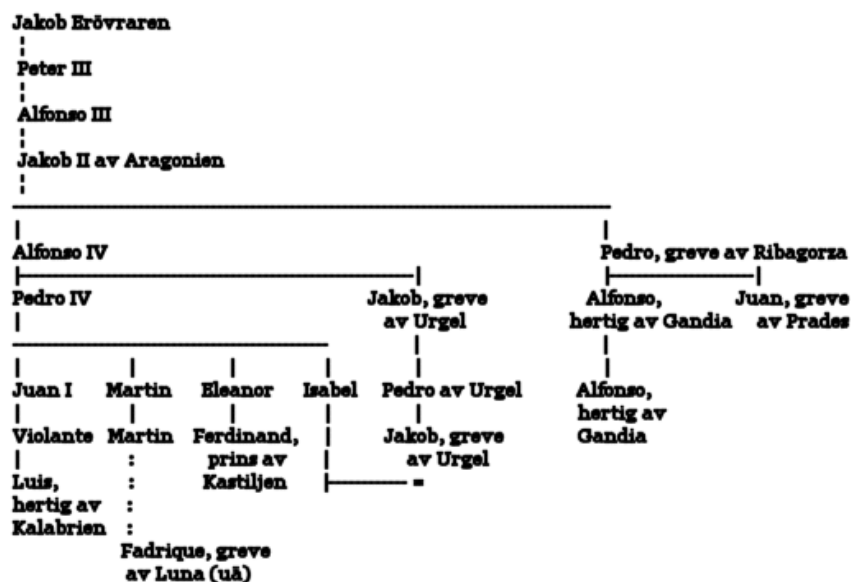 Jakob Erövraren
Peter III
Alfonso III
Jakob II av Aragonien
Alfonso IV Pedro, greve av Ribagorza
Pedro IV Jakob, greve Alfonso, Juan, greve
av Urgel hertig av Gandia av Prades
Juan I Martin Eleanor Isabel Pedro av Urgel Alfonso,
hertig av
Violante Martin Ferdinand, Jakob, greve Gandia
prins av av Urgel
Luis, Kastiljen =
hertig av
Kalabrien
Fadrique, greve
av Luna (uä)